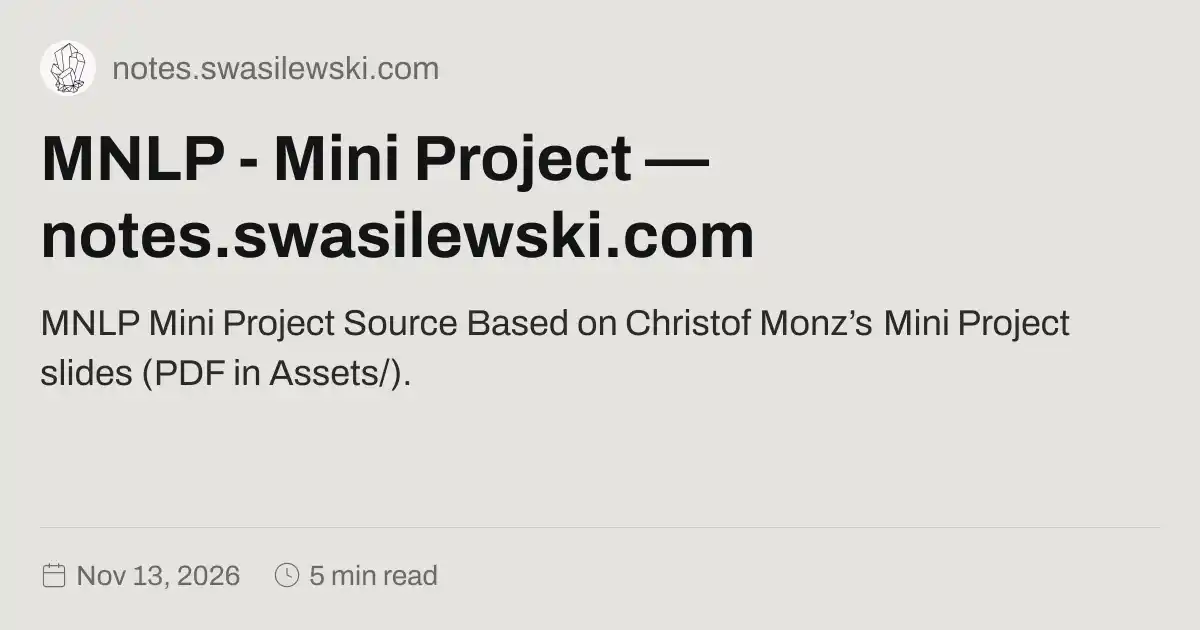 notes.swasilewski.com
MNLP - Mini Project —
notes.swasilewski.com
MNLP Mini Project Source Based on Christof Monz’s Mini Project
slides (PDF in Assets/).
Nov 13, 2026 5 min read